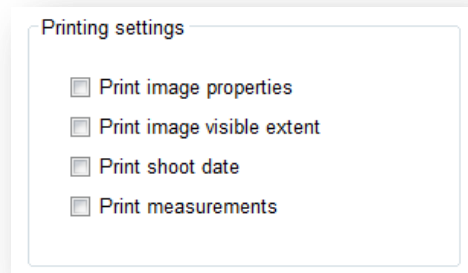 Printing settings
Print image properties
Print image visible extent
Print shoot date
Print measurements